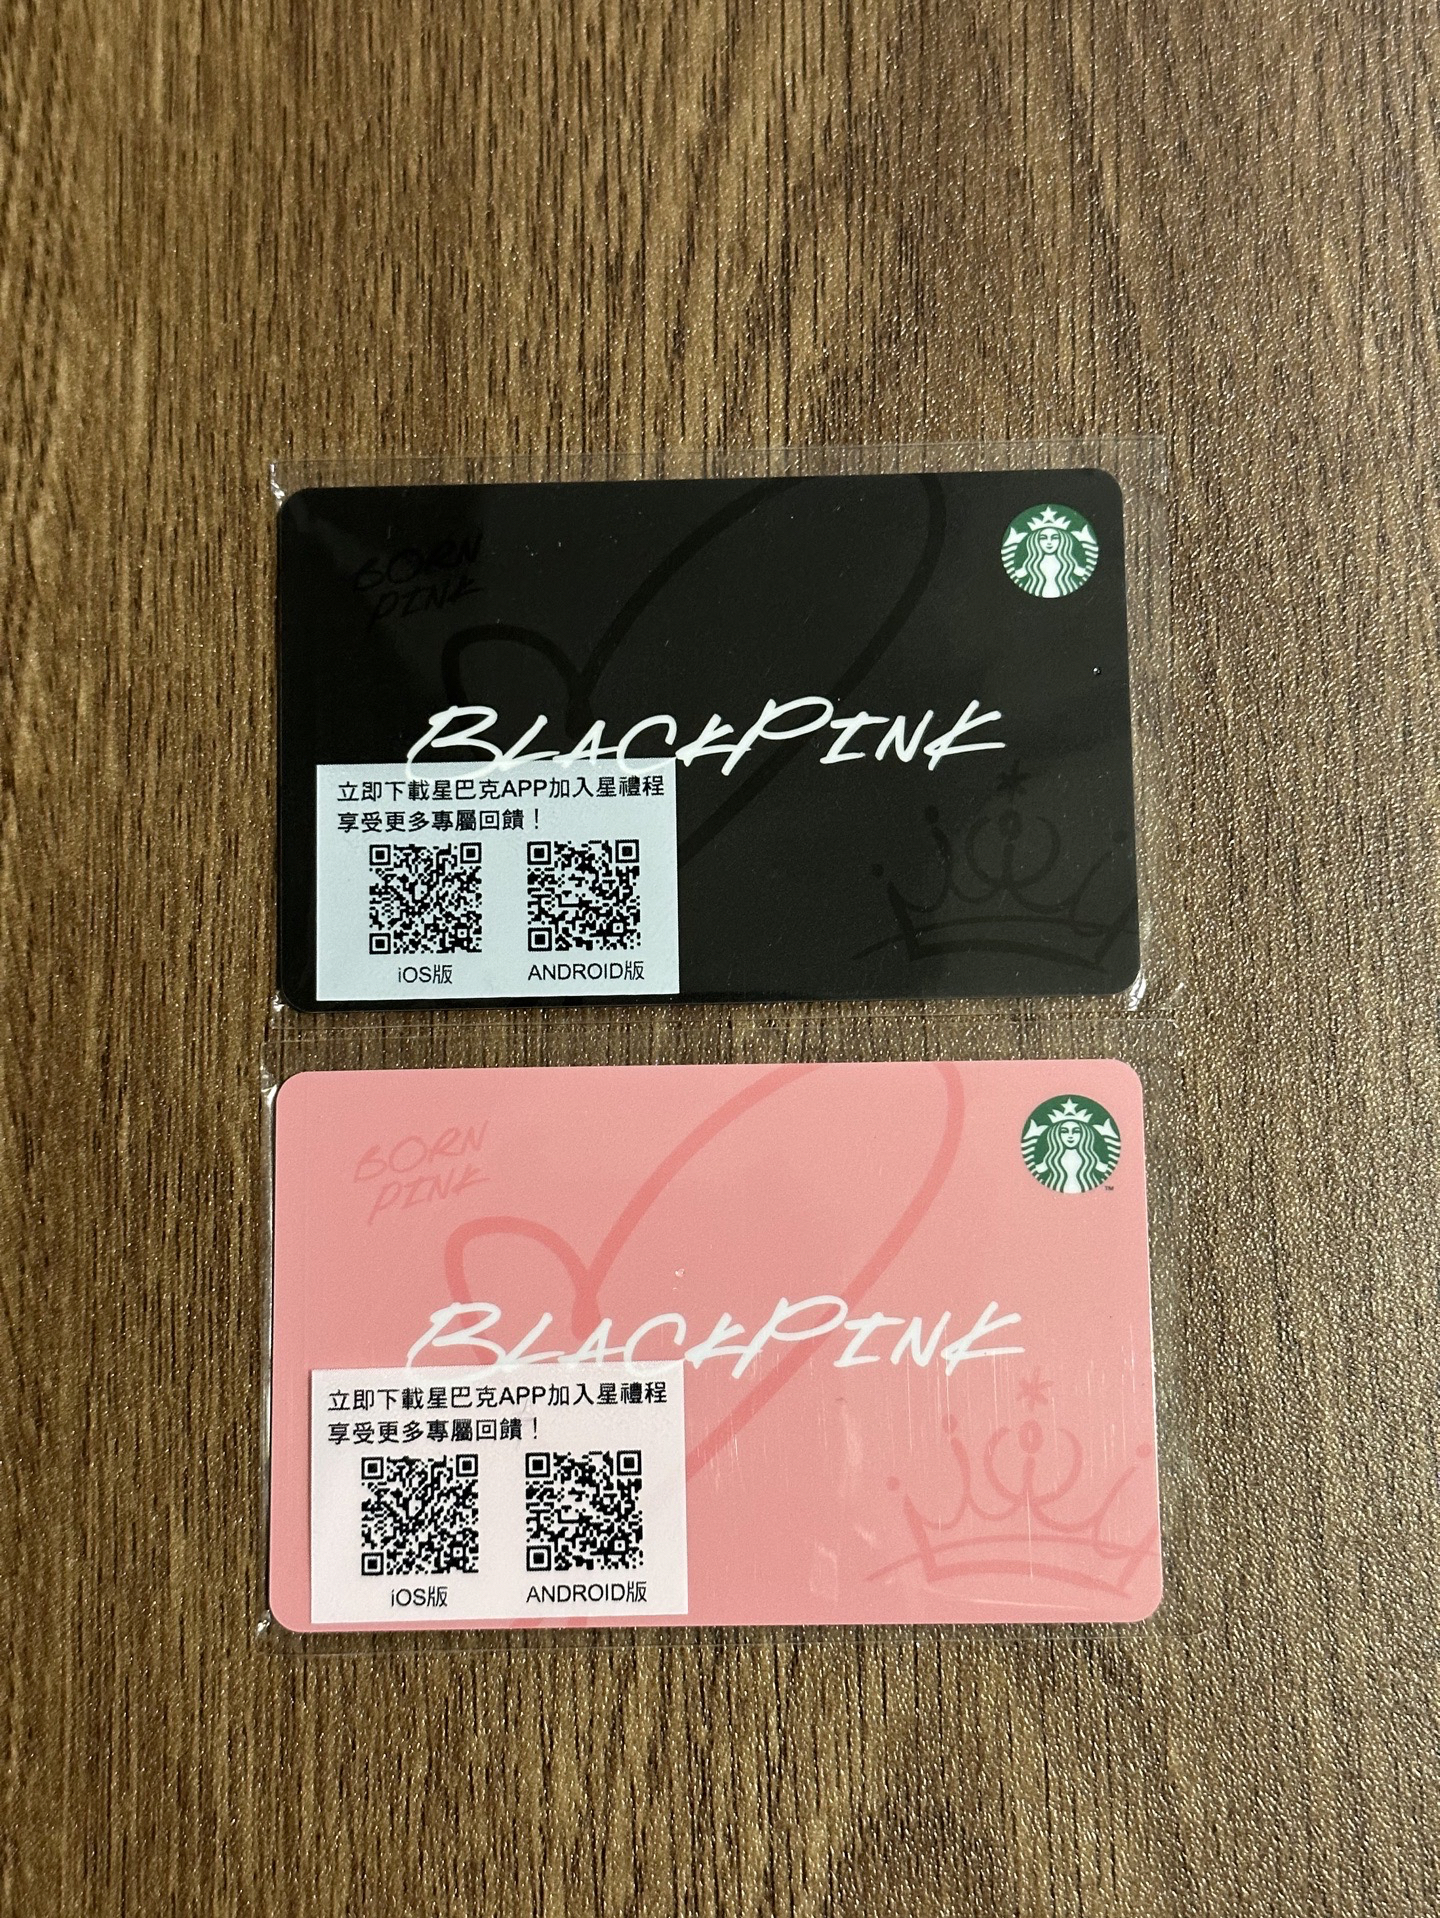 BORN
PINK
BLACKPINK
立即下載星巴克APP加入星禮程
享受更多專屬回饋！
iOS版
ANDROID版
BORN
PINK
TM
BLACKPINK
立即下載星巴克APP加入星禮程
享受更多專屬回饋！
iOS版
ANDROID版